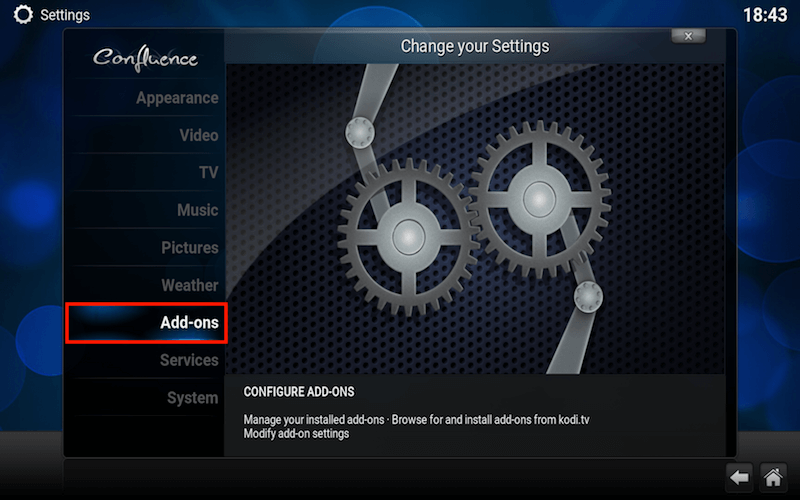 Settings
18:43
Confluence
Change your Settings
x
Appearance
Video
TV
Music
Pictures
Weather
Add-ons
Services
System
CONFIGURE ADD-ONS
Manage your installed add-ons · Browse for and install add-ons from kodi.tv
Modify add-on settings